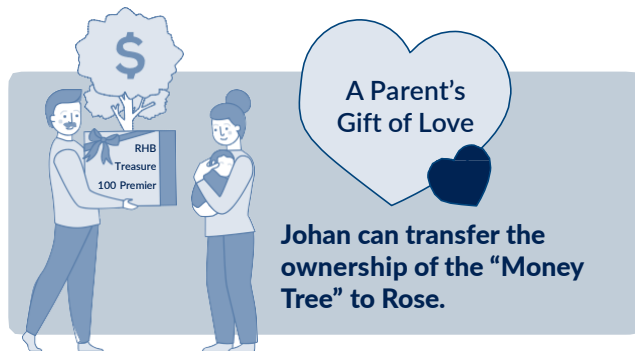 $
RHB
Treasure
100 Premier
A Parent’s
Gift of Love
Johan can transfer the
ownership of the “Money
Tree” to Rose.